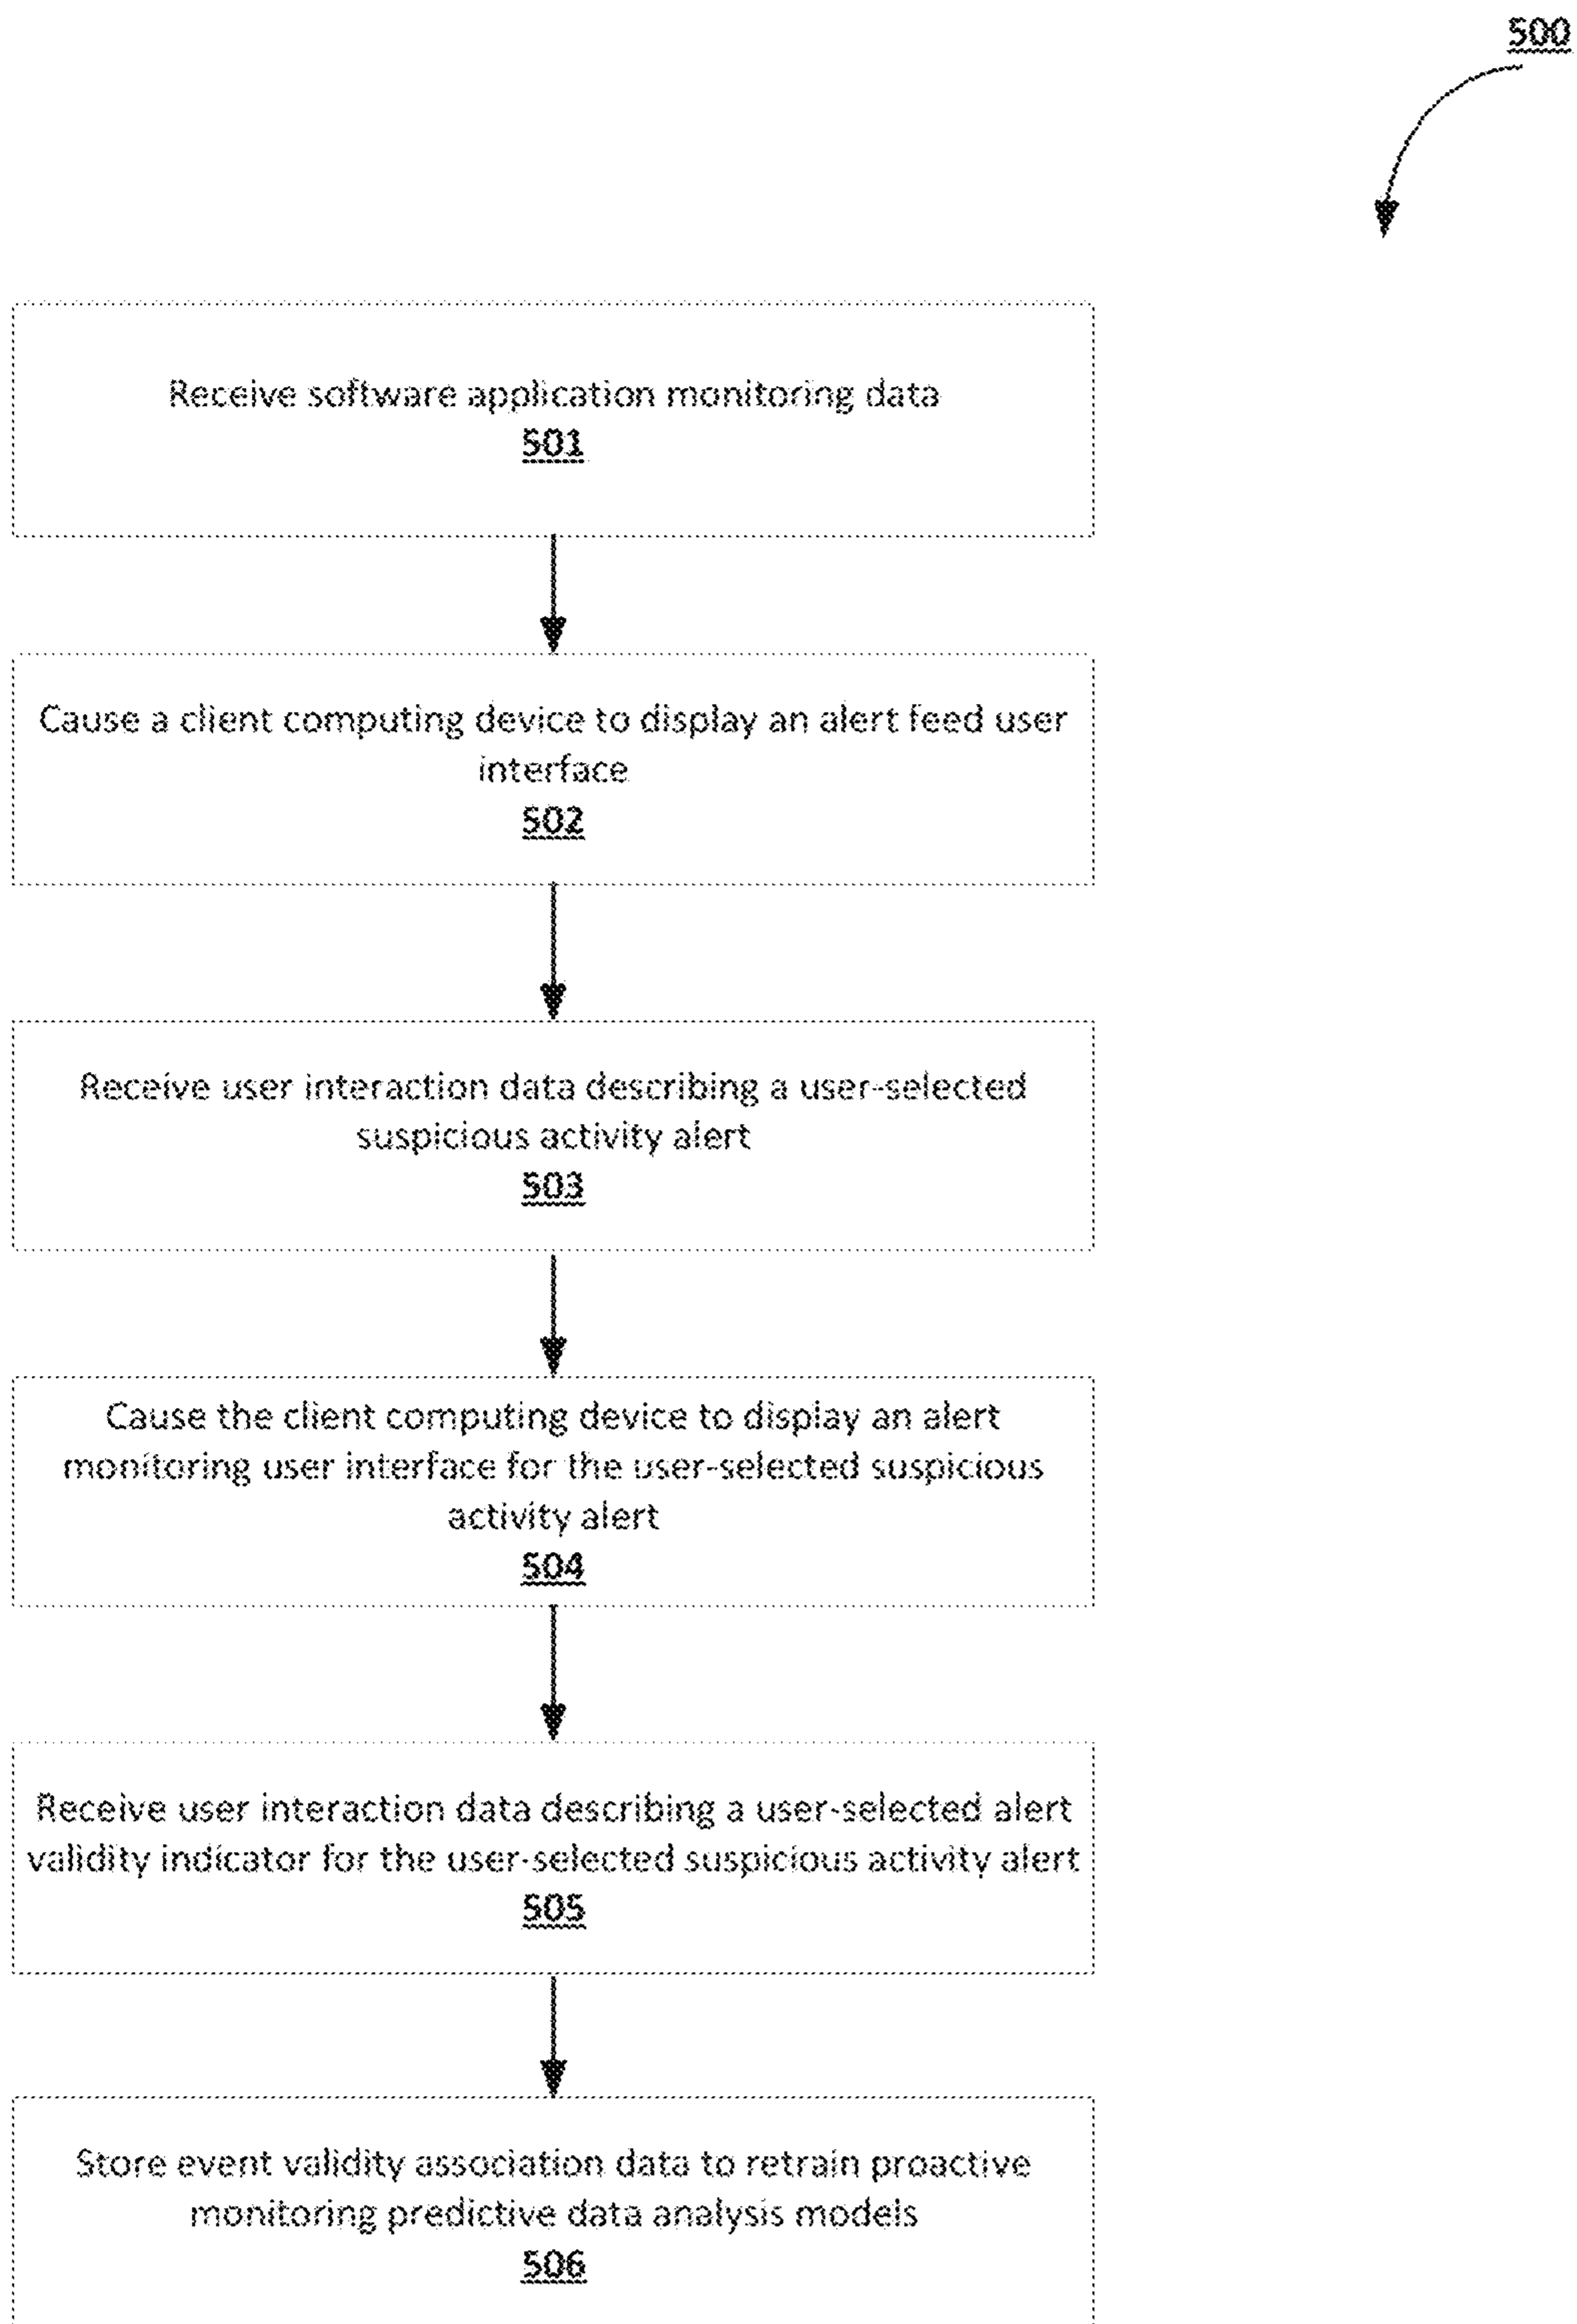 500
Receive software application monitoring data
501
Cause a client computing device to display an alert feed user
interface
502
Receive user interaction data describing a user-selected
suspicious activity alert
503
Cause the client computing device to display an alert
monitoring user interface for the user-selected suspicious
activity alert
504
Receive user interaction data describing a user-selected alert
validity indicator for the user-selected suspicious activity alert
505
Store event validity association data to retrain proactive
monitoring predictive data analysis models
506